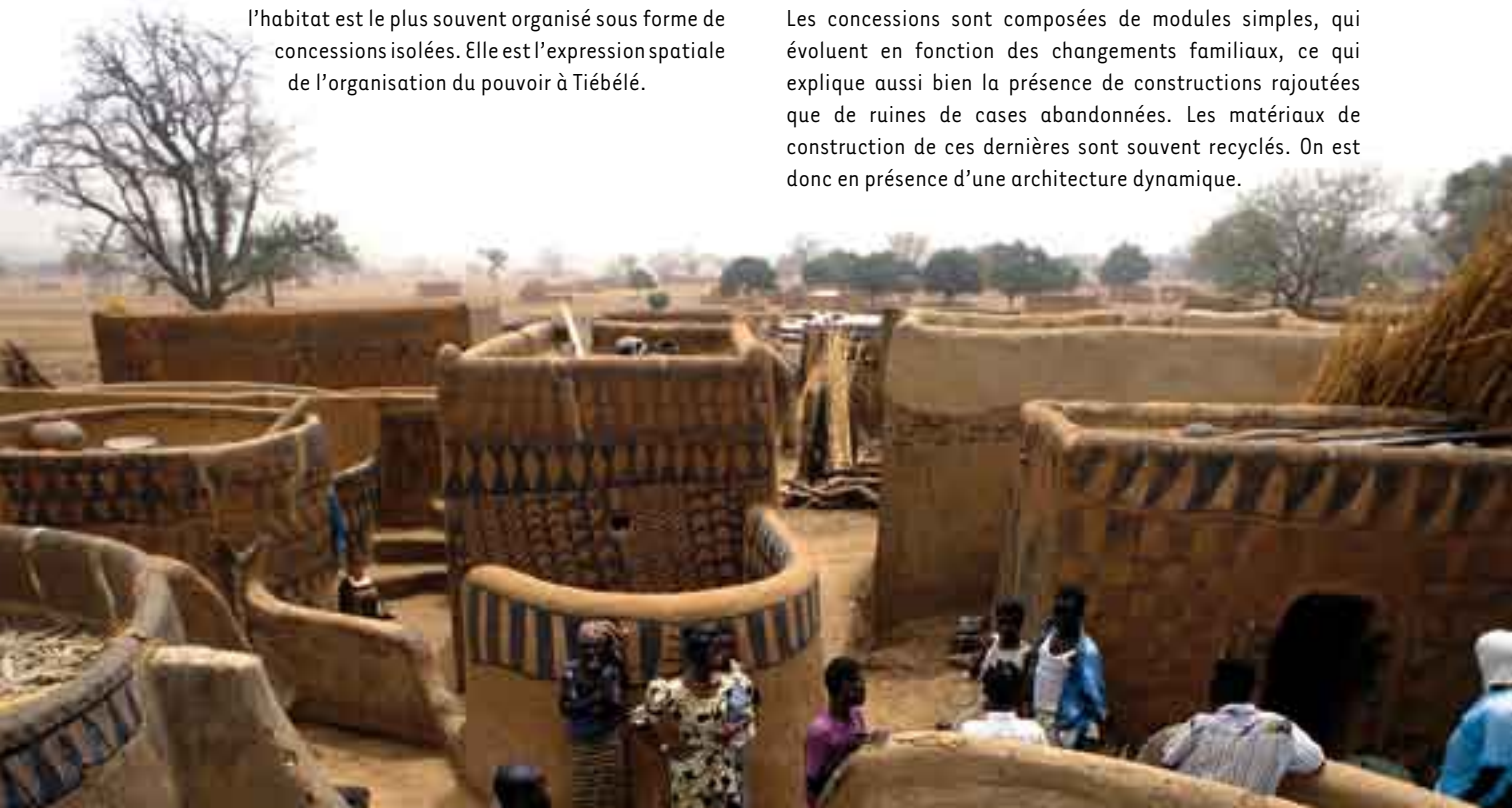 l’habitat est le plus souvent organisé sous forme de
concessions isolées. Elle est l’expression spatiale
de l’organisation du pouvoir à Tiébélé.
Les concessions sont composées de modules simples, qui
évoluent en fonction des changements familiaux, ce qui
explique aussi bien la présence de constructions rajoutées
que de ruines de cases abandonnées. Les matériaux de
construction de ces dernières sont souvent recyclés. On est
donc en présence d’une architecture dynamique.